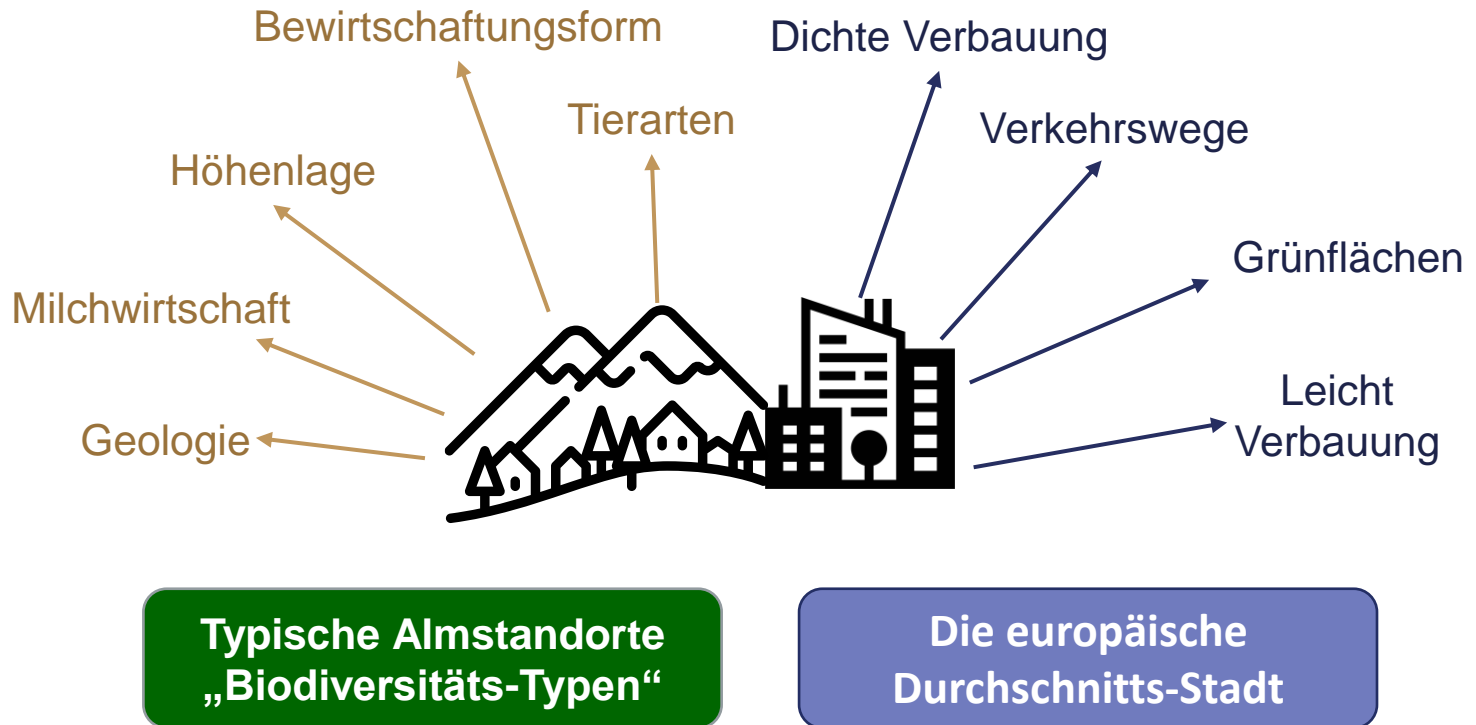 Bewirtschaftungsform
Dichte Verbauung
Tierarten
Verkehrswege
Höhenlage
Grünflächen
Milchwirtschaft
Leicht
Verbauung
Geologie
Typische Almstandorte
„Biodiversitäts-Typen“
Die europäische
Durchschnitts-Stadt